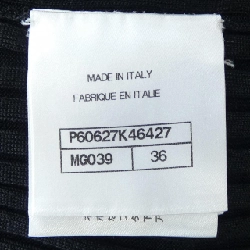 MADE IN ITALY
FABRIQUE EN ITALIE
P60627K46427
MG039 36